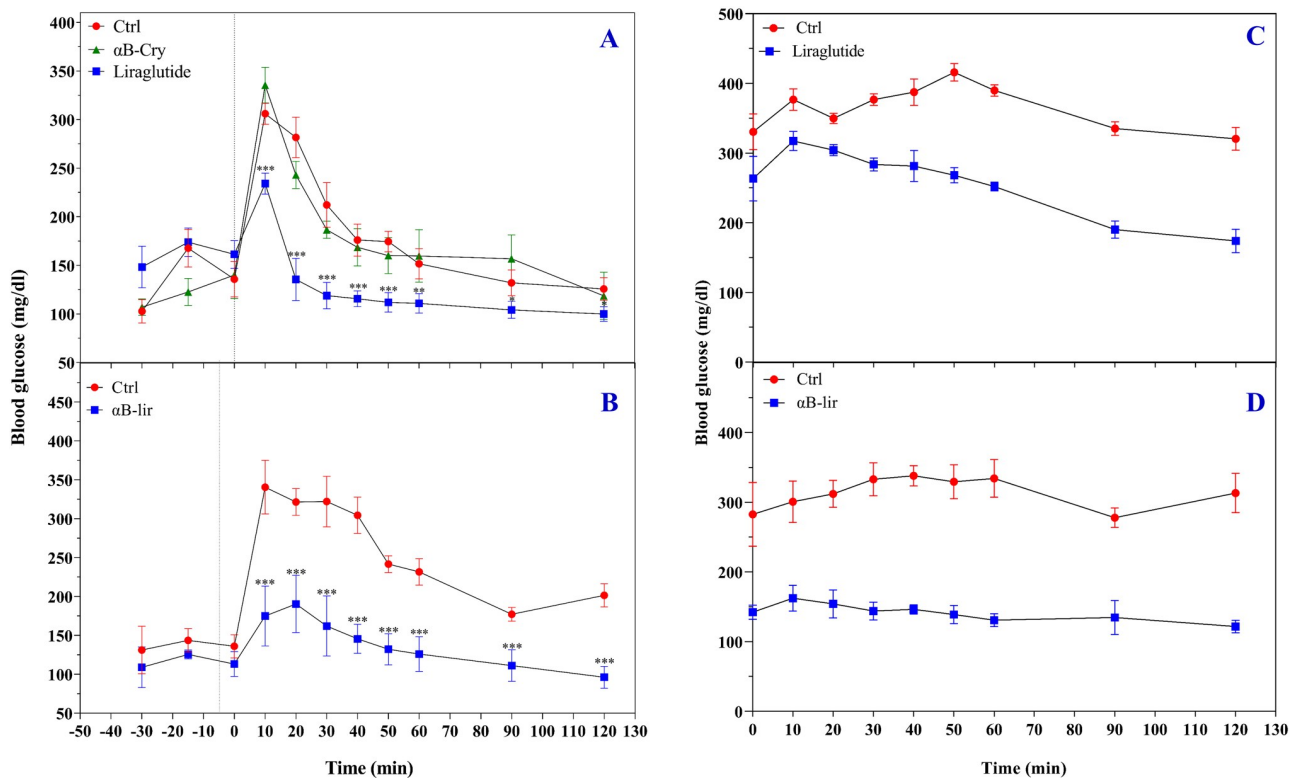 Blood glucose (mg/dl)
400
350
300
250
200
150
100
50
Ctrl
αB-Cry
Liraglutide
A
***
***
***
***
***
**
*
*
450
400
350
300
250
200
150
100
50
Ctrl
αB-lir
B
***
***
***
***
***
***
***
***
-50 -40 -30 -20 -10 0 10 20 30 40 50 60 70 80 90 100 110 120 130
Time (min)
Blood glucose (mg/dl)
500
400
300
200
100
0
Ctrl
Liraglutide
C
400
300
200
100
0
Ctrl
αB-lir
D
0 10 20 30 40 50 60 70 80 90 100 110 120 130
Time (min)